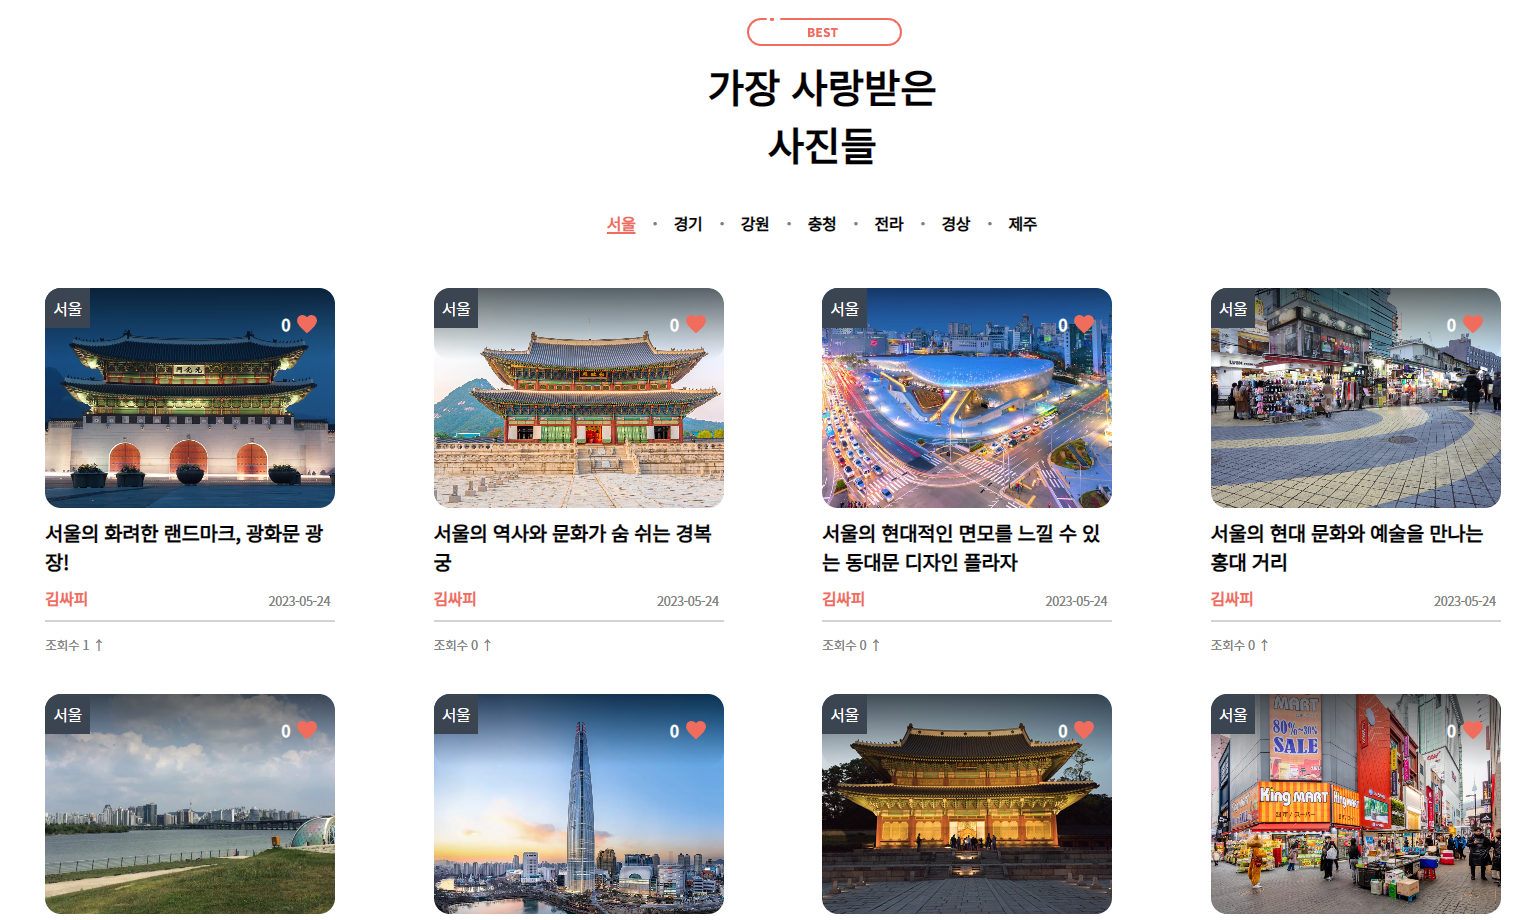 BEST
가장 사랑받은
사진들
서울 • 경기 • 강원 • 충청 • 전라 • 경상 • 제주
서울 0
서울 0
서울 0
서울 0
서울의 화려한 랜드마크, 광화문 광
장!
김싸피 2023-05-24
조회수 1 ↑
서울의 역사와 문화가 숨 쉬는 경복
궁
김싸피 2023-05-24
조회수 0 ↑
서울의 현대적인 면모를 느낄 수 있
는 동대문 디자인 플라자
김싸피 2023-05-24
조회수 0 ↑
서울의 현대 문화와 예술을 만나는
홍대 거리
김싸피 2023-05-24
조회수 0 ↑
서울 0
서울 0
서울 0
서울 0
MART
80%~30%
SALE
King MART
King MART